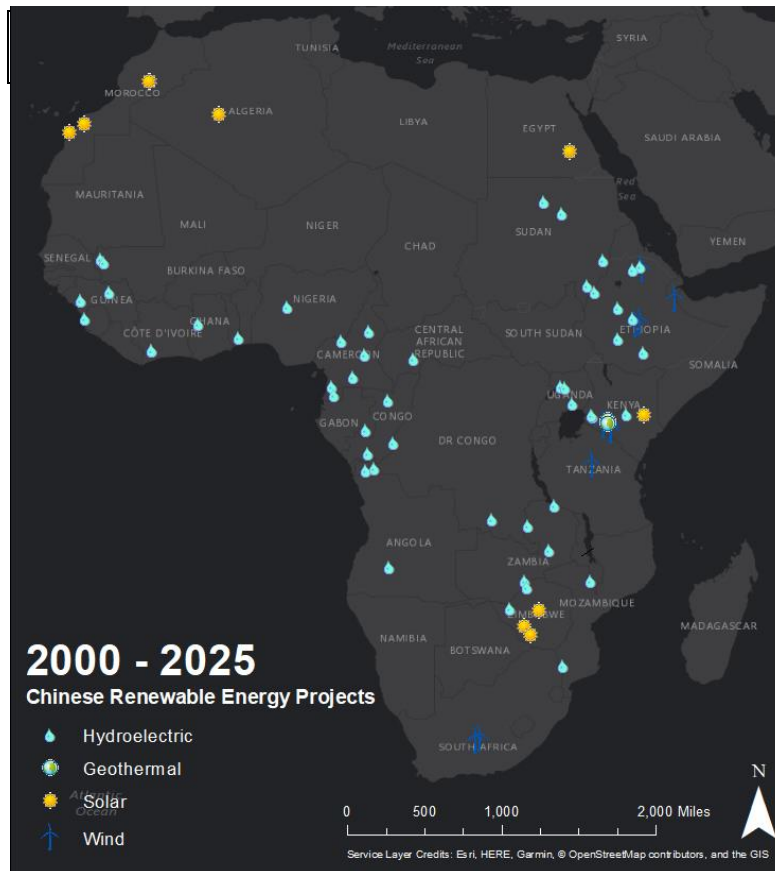 SYRIA
TUNISIA
Mediterranean
Sea
MOROCCO
ALGERIA
LIBYA
EGYPT
SAUDI ARABIA
Red
Sea
MAURITANIA
MALI
NIGER
CHAD
SUDAN
YEMEN
SENEGAL
BURKINA FASO
GUINEA
NIGERIA
GHANA
CÔTE D'IVOIRE
CENTRAL
AFRICAN
REPUBLIC
SOUTH SUDAN
ETHIOPIA
CAMEROON
SOMALIA
UGANDA
KENYA
GABON
CONGO
DR CONGO
TANZANIA
ANGOLA
ZAMBIA
MOZAMBIQUE
ZIMBABWE
MADAGASCAR
NAMIBIA
BOTSWANA
SOUTH AFRICA
2000 - 2025
Chinese Renewable Energy Projects
Hydroelectric
Geothermal
Solar
Wind
Atlantic
Ocean
N
0 500 1,000 2,000 Miles
Service Layer Credits: Esri, HERE, Garmin, © OpenStreetMap contributors, and the GIS